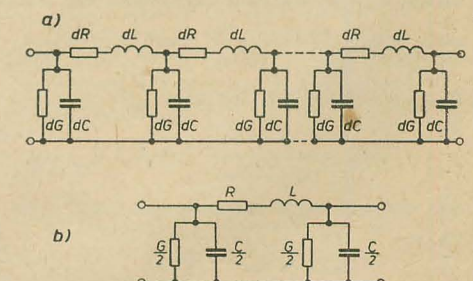 a)
dR dL dR dL dR dL
dG dC dG dC dG dC dG dC dG dC
R L
b)
G/2 C/2 G/2 C/2